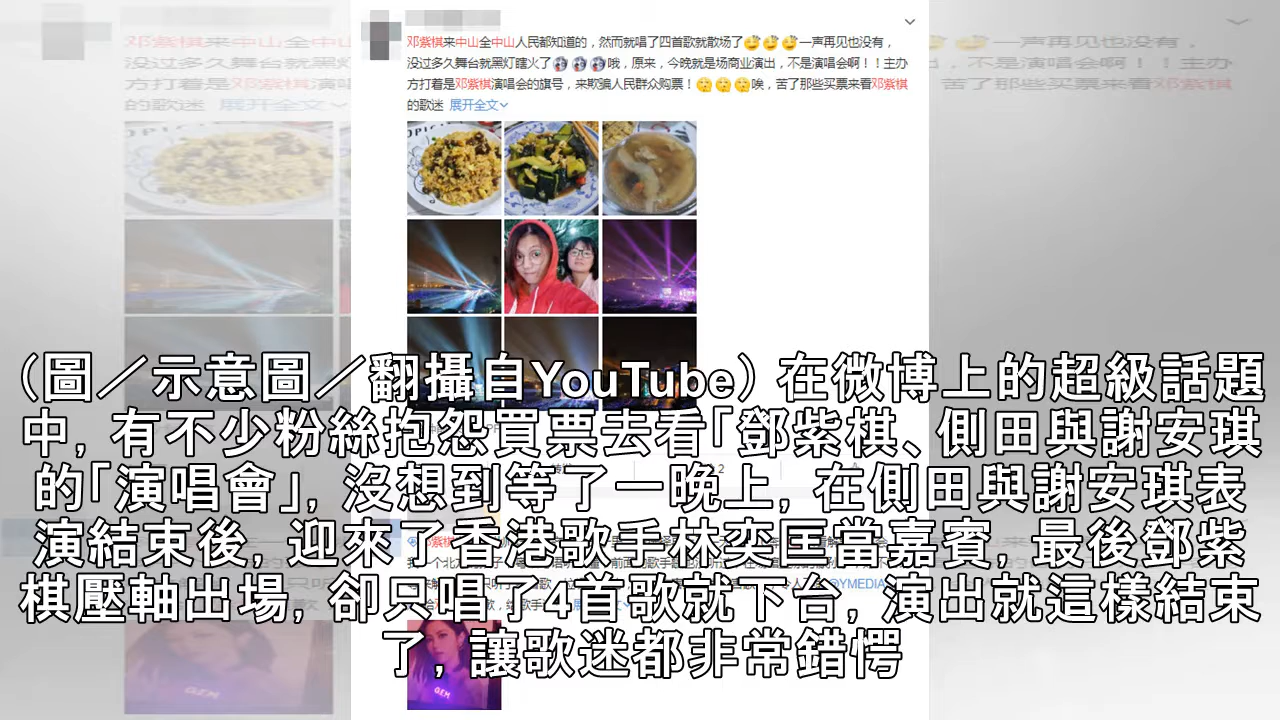 邓紫棋来中山全中山人民都知道的，然而就唱了四首歌就散场了 一声再见也没有，
没过多久舞台就黑灯瞎火了 哦，原来，今晚就是场商业演出，不是演唱会啊！！主办
方打着是邓紫棋演唱会的旗号，来欺骗人民群众购票！ 唉，苦了那些买票来看邓紫棋
的歌迷 展开全文
(圖／示意圖／翻攝自YouTube) 在微博上的超級話題
中, 有不少粉絲抱怨買票去看「鄧紫棋、側田與謝安琪
的「演唱會」, 沒想到等了一晚上, 在側田與謝安琪表
演結束後, 迎來了香港歌手林奕匡當嘉賓, 最後鄧紫
棋壓軸出場, 卻只唱了4首歌就下台, 演出就這樣結束
了, 讓歌迷都非常錯愕
@YMEDIA
G.E.M.